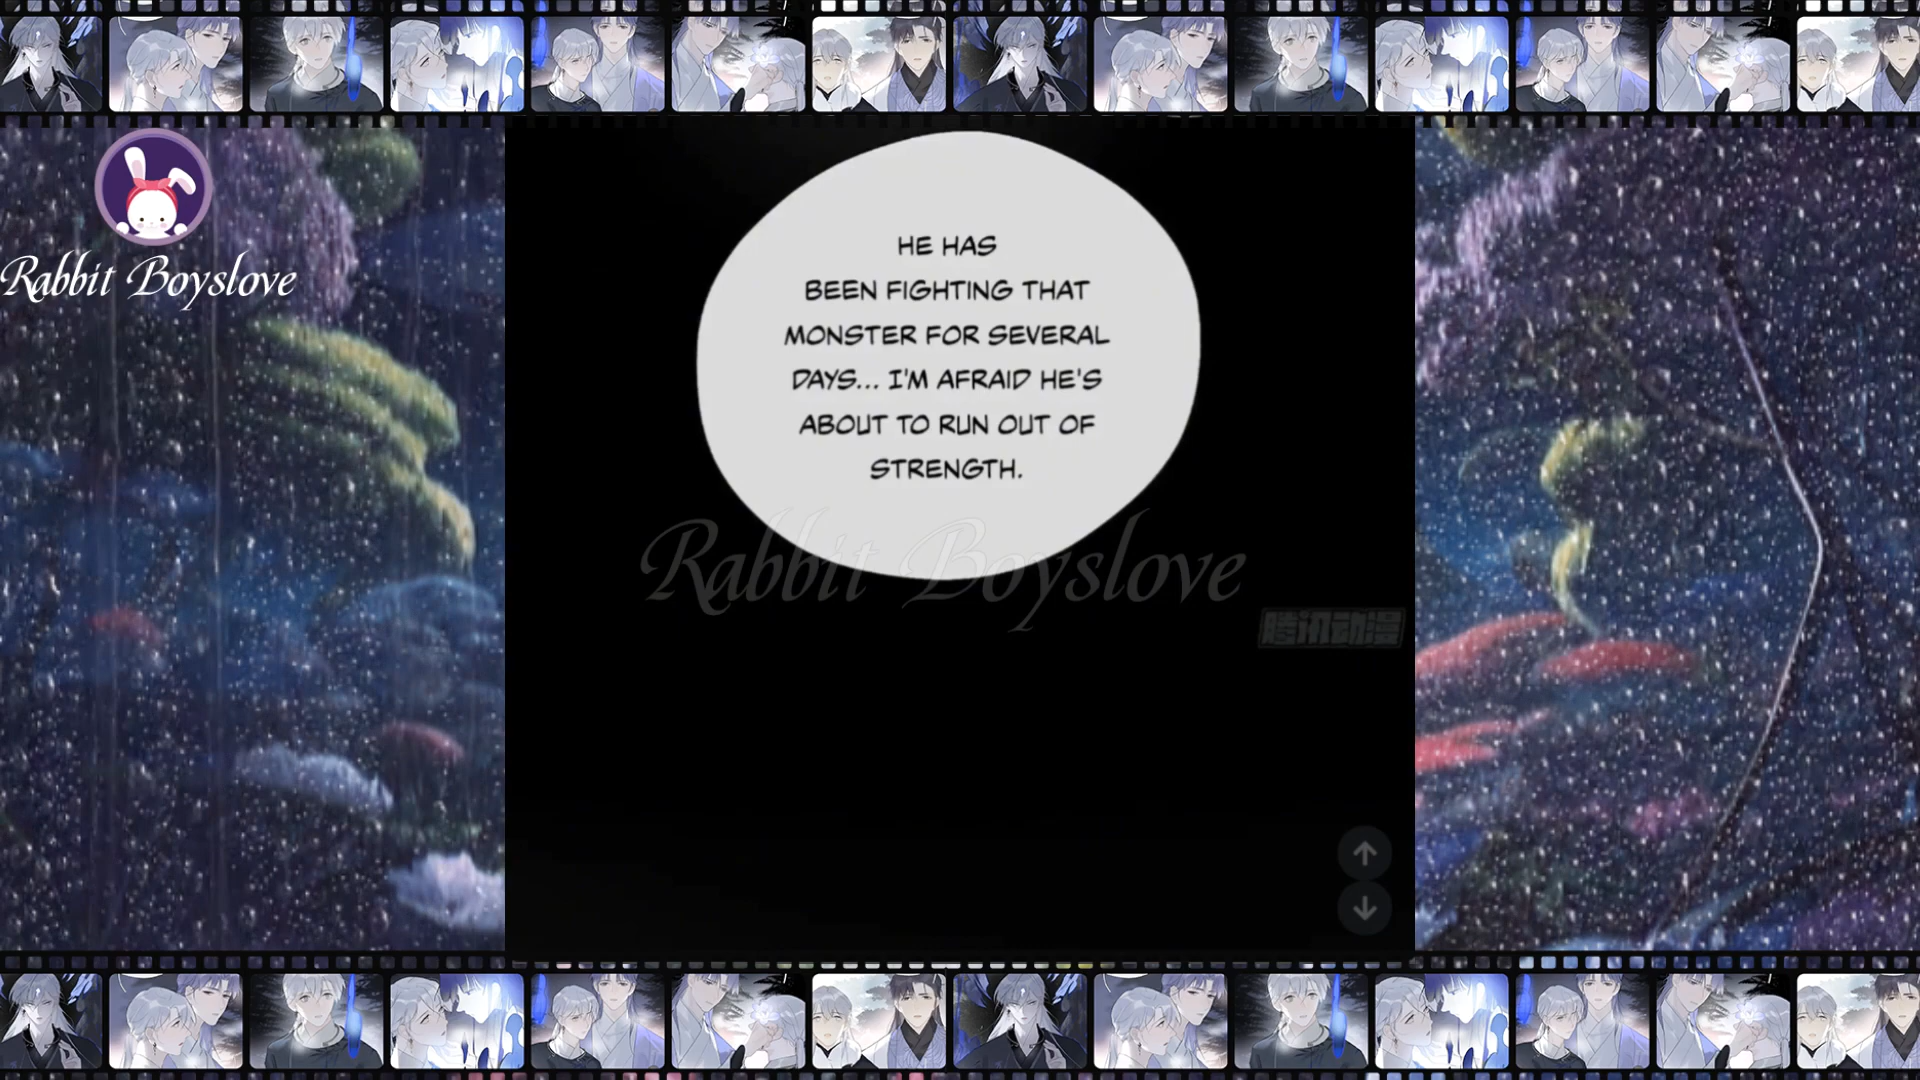 Rabbit Boyslove
HE HAS
BEEN FIGHTING THAT
MONSTER FOR SEVERAL
DAYS... I'M AFRAID HE'S
ABOUT TO RUN OUT OF
STRENGTH.
Rabbit Boyslove
腾讯动漫